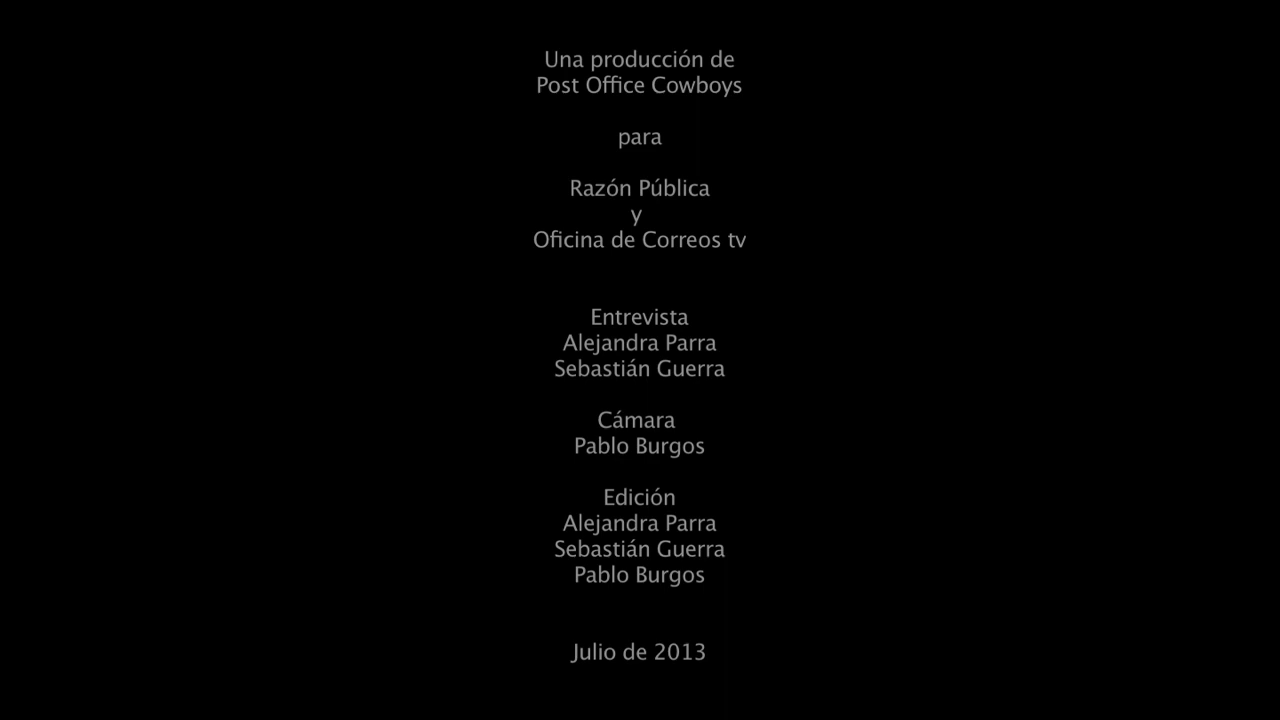 Una producción de
Post Office Cowboys
para
Razón Pública
y
Oficina de Correos tv
Entrevista
Alejandra Parra
Sebastián Guerra
Cámara
Pablo Burgos
Edición
Alejandra Parra
Sebastián Guerra
Pablo Burgos
Julio de 2013